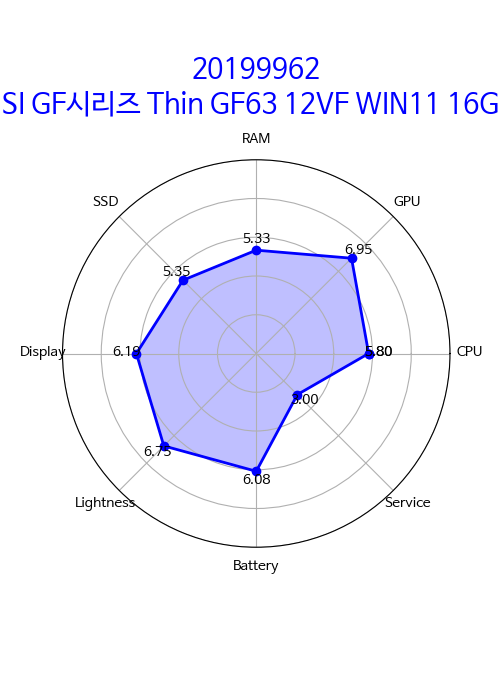 20199962
SI GF시리즈 Thin GF63 12VF WIN11 16G
RAM
SSD
GPU
5.33
6.95
5.35
Display
6.19
5.80
CPU
3.00
6.73
6.08
Lightness
Service
Battery